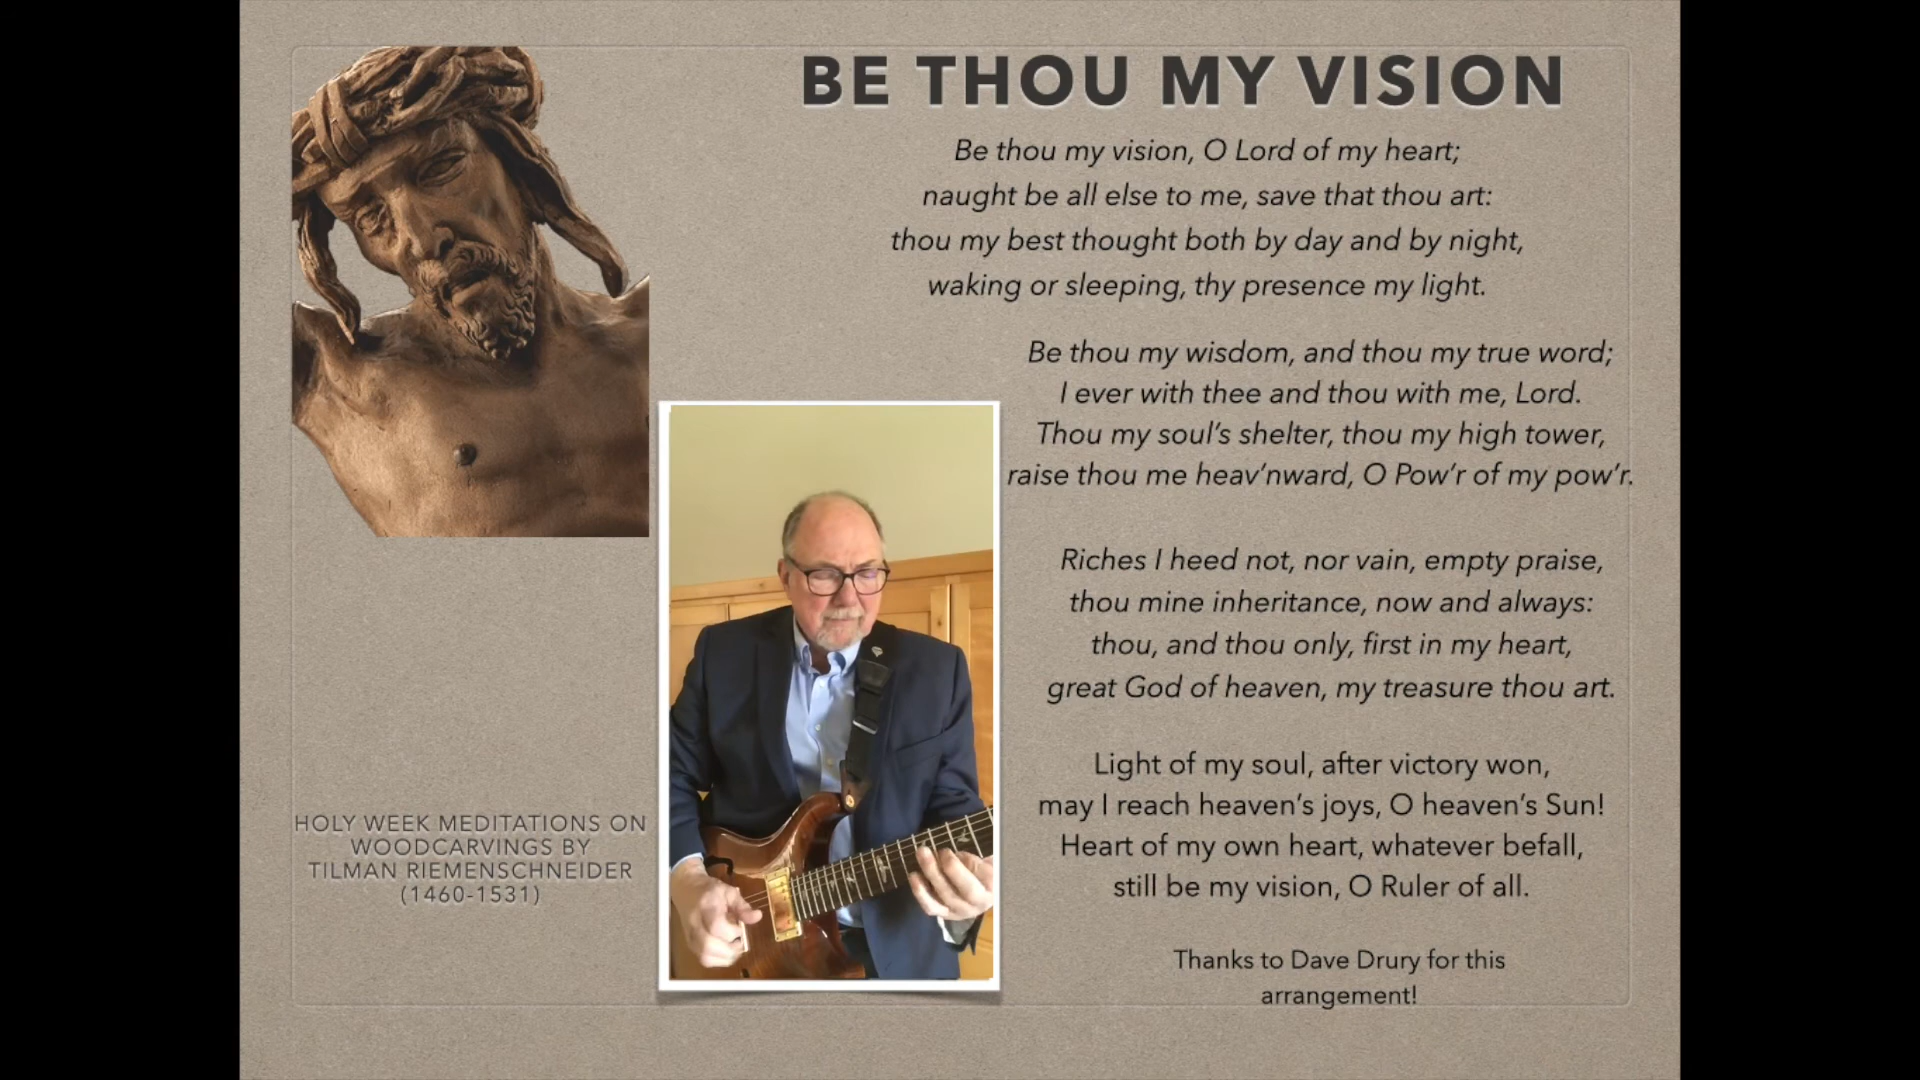 BE THOU MY VISION
Be thou my vision, O Lord of my heart;
naught be all else to me, save that thou art:
thou my best thought both by day and by night,
waking or sleeping, thy presence my light.
Be thou my wisdom, and thou my true word;
I ever with thee and thou with me, Lord.
Thou my soul’s shelter, thou my high tower,
raise thou me heav’nward, O Pow’r of my pow’r.
Riches I heed not, nor vain, empty praise,
thou mine inheritance, now and always:
thou, and thou only, first in my heart,
great God of heaven, my treasure thou art.
Light of my soul, after victory won,
may I reach heaven’s joys, O heaven’s Sun!
Heart of my own heart, whatever befall,
still be my vision, O Ruler of all.
Thanks to Dave Drury for this
arrangement!
HOLY WEEK MEDITATIONS ON
WOODCARVINGS BY
TILMAN RIEMENSCHNEIDER
(1460-1531)